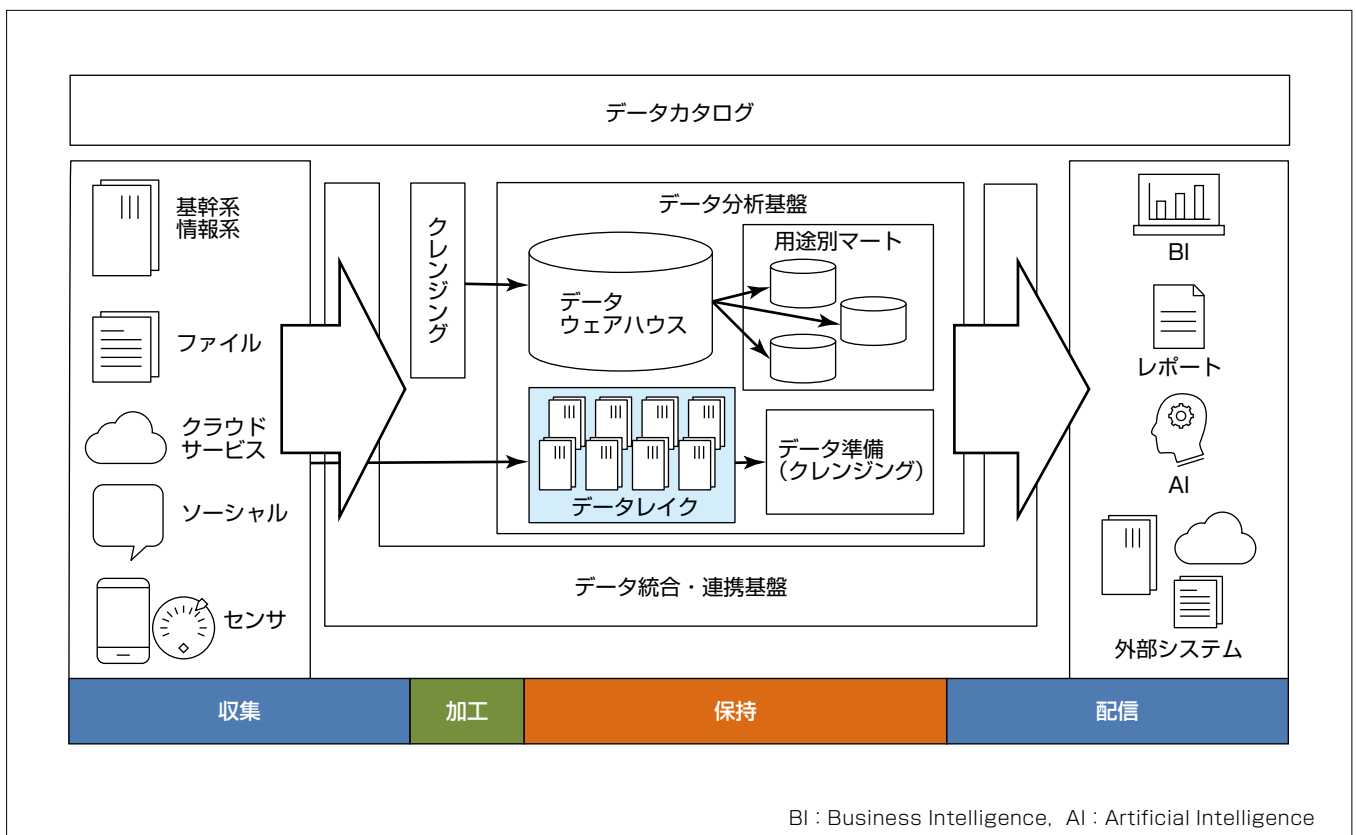 データカタログ
基幹系
情報系
ファイル
クラウド
サービス
ソーシャル
センサ
クレンジング
データ分析基盤
データ
ウェアハウス
用途別マート
データレイク
データ準備
（クレンジング）
データ統合・連携基盤
BI
レポート
AI
外部システム
収集
加工
保持
配信
BI：Business Intelligence, AI：Artificial Intelligence